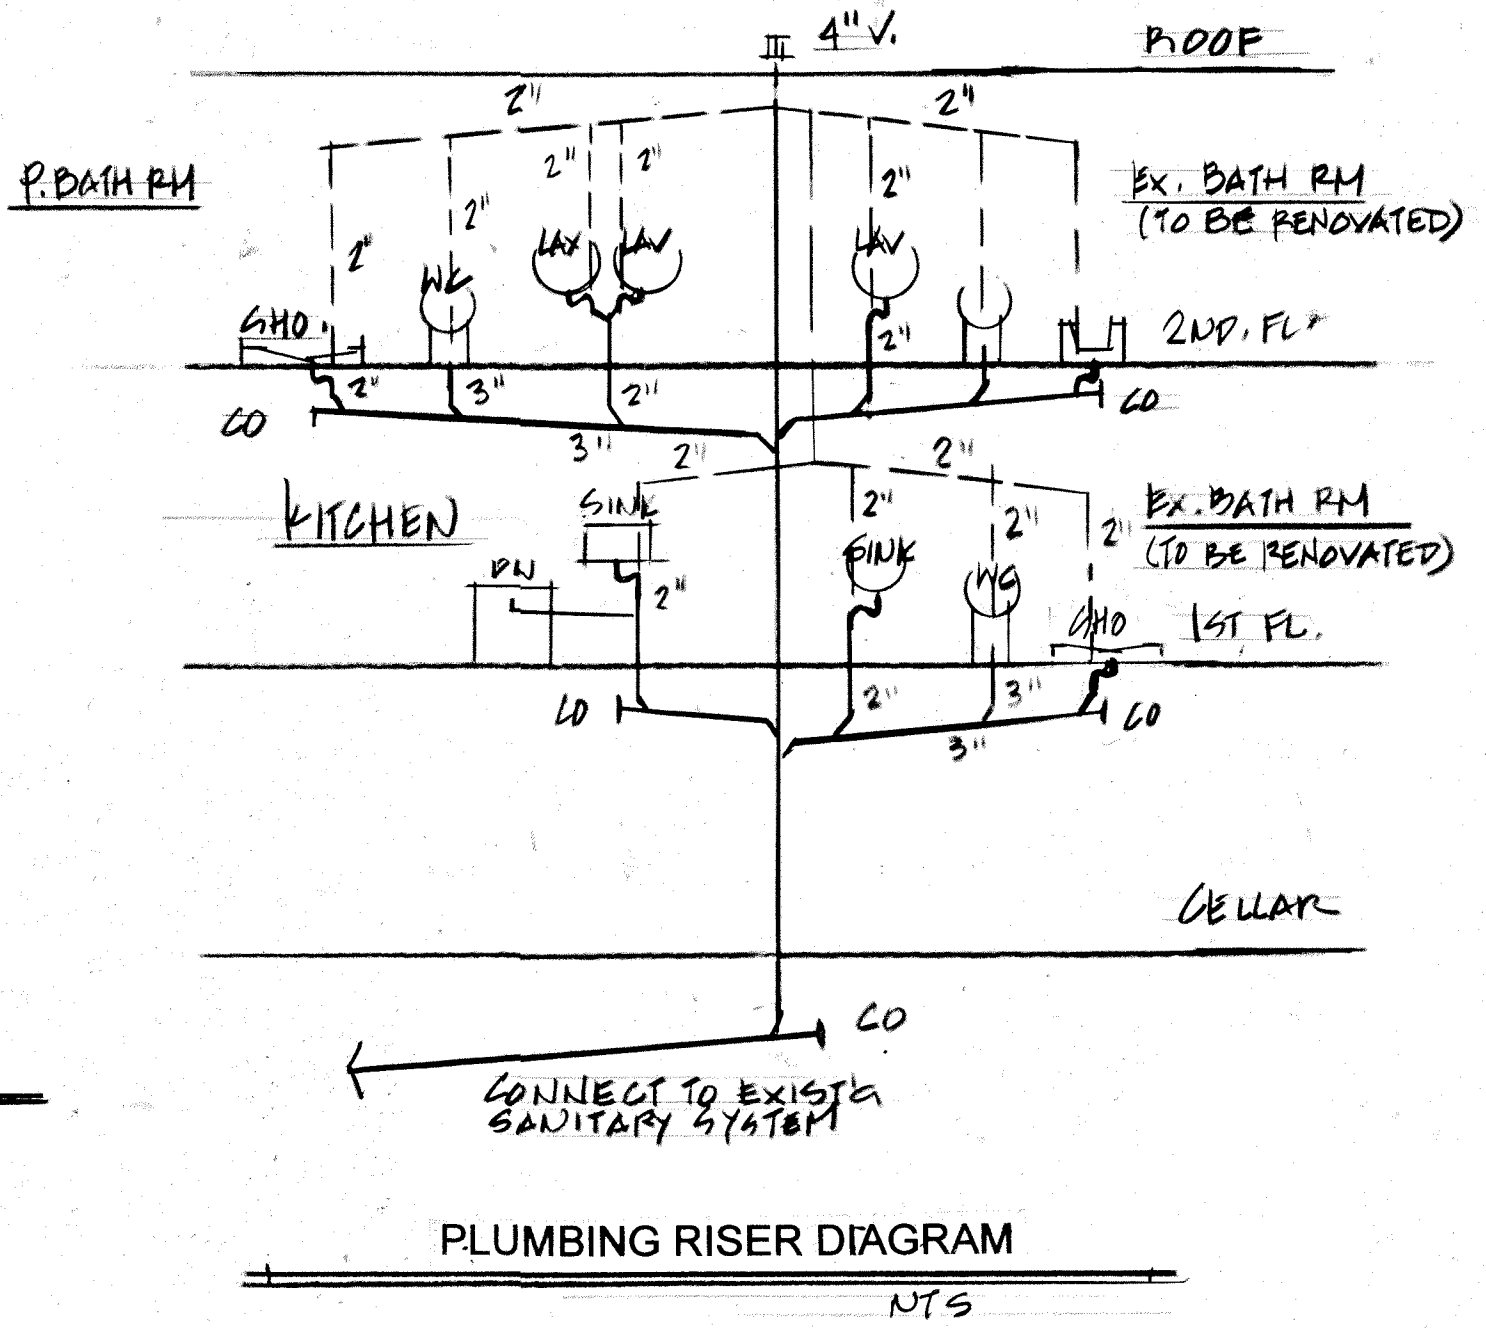 4" V.
ROOF
2"
2"
P. BATH RM
2"
2"
2"
2"
2"
EX. BATH RM
(TO BE RENOVATED)
LAV
LAV
LAV
WC
SHO.
2"
2ND. FL.
2"
3"
2"
CO
CO
3"
2"
2"
KITCHEN
SINK
2"
2"
2"
EX. BATH RM
(TO BE RENOVATED)
SINK
WC
DW
2"
SHO
1ST FL.
CO
2"
3"
CO
3"
CELLAR
CO
CONNECT TO EXIST'G
SANITARY SYSTEM
PLUMBING RISER DIAGRAM
NTS